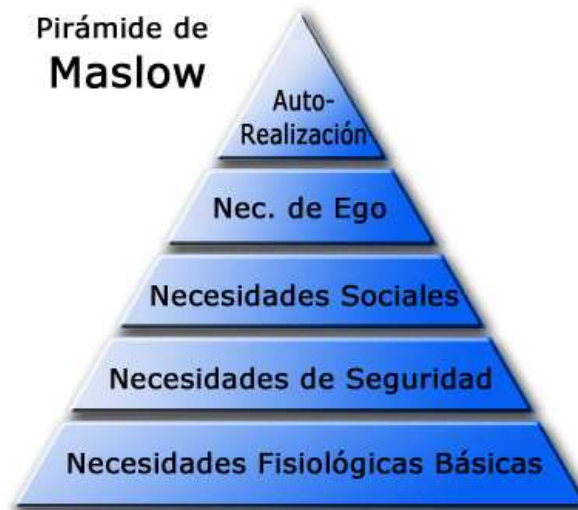 Pirámide de
Maslow
Auto-
Realización
Nec. de Ego
Necesidades Sociales
Necesidades de Seguridad
Necesidades Fisiológicas Básicas